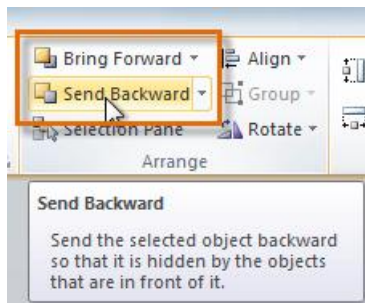 Bring Forward
Align
Send Backward
Group
Selection Pane
Rotate
Arrange
Send Backward
Send the selected object backward
so that it is hidden by the objects
that are in front of it.